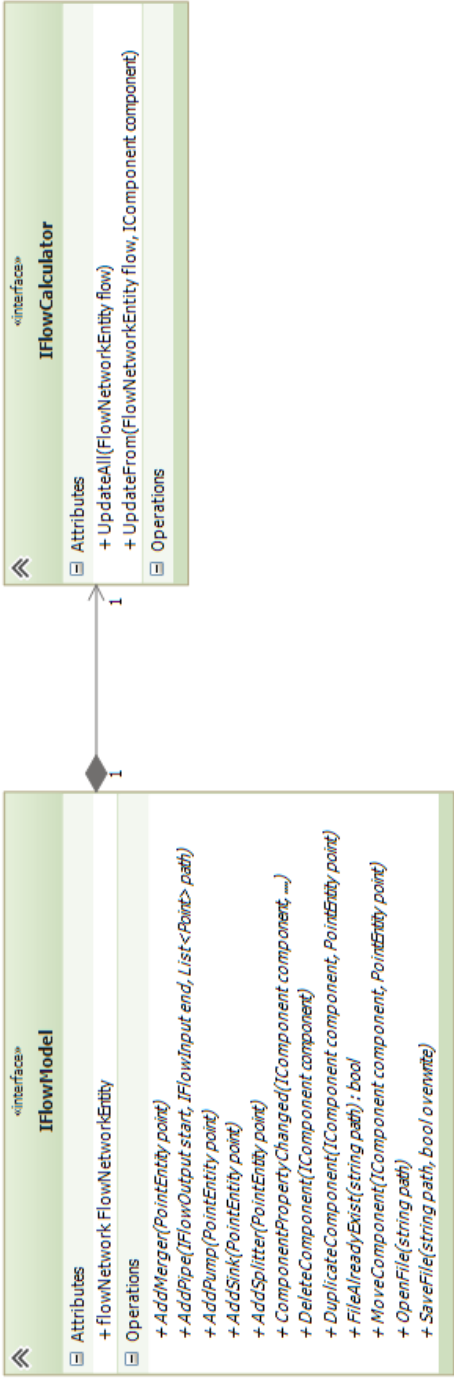 «interface»
IFlowModel
Attributes
+ flowNetwork FlowNetworkEntity
Operations
+ AddMerger(PointEntity point)
+ AddPipe(IFlowOutput start, IFlowInput end, List<Point> path)
+ AddPump(PointEntity point)
+ AddSink(PointEntity point)
+ AddSplitter(PointEntity point)
+ ComponentPropertyChanged(IComponent component, ...)
+ DeleteComponent(IComponent component)
+ DuplicateComponent(IComponent component, PointEntity point)
+ FileAlreadyExist(string path) : bool
+ MoveComponent(IComponent component, PointEntity point)
+ OpenFile(string path)
+ SaveFile(string path, bool overwrite)
1
1
«interface»
IFlowCalculator
Attributes
+ UpdateAll(FlowNetworkEntity flow)
+ UpdateFrom(FlowNetworkEntity flow, IComponent component)
Operations